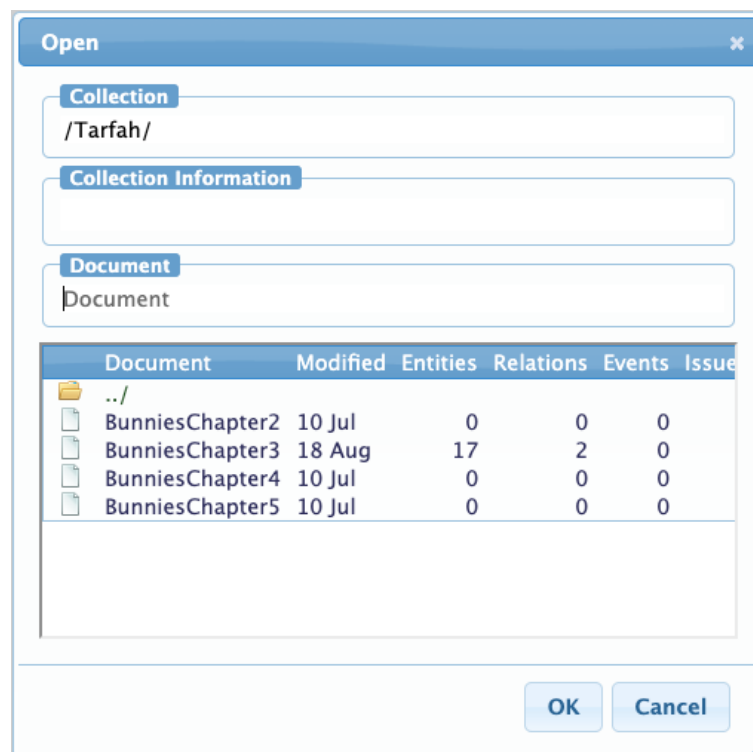 Open
Collection
/Tarfah/
Collection Information
Document
Document
Document Modified Entities Relations Events Issue
../
BunniesChapter2 10 Jul 0 0 0
BunniesChapter3 18 Aug 17 2 0
BunniesChapter4 10 Jul 0 0 0
BunniesChapter5 10 Jul 0 0 0
OK Cancel